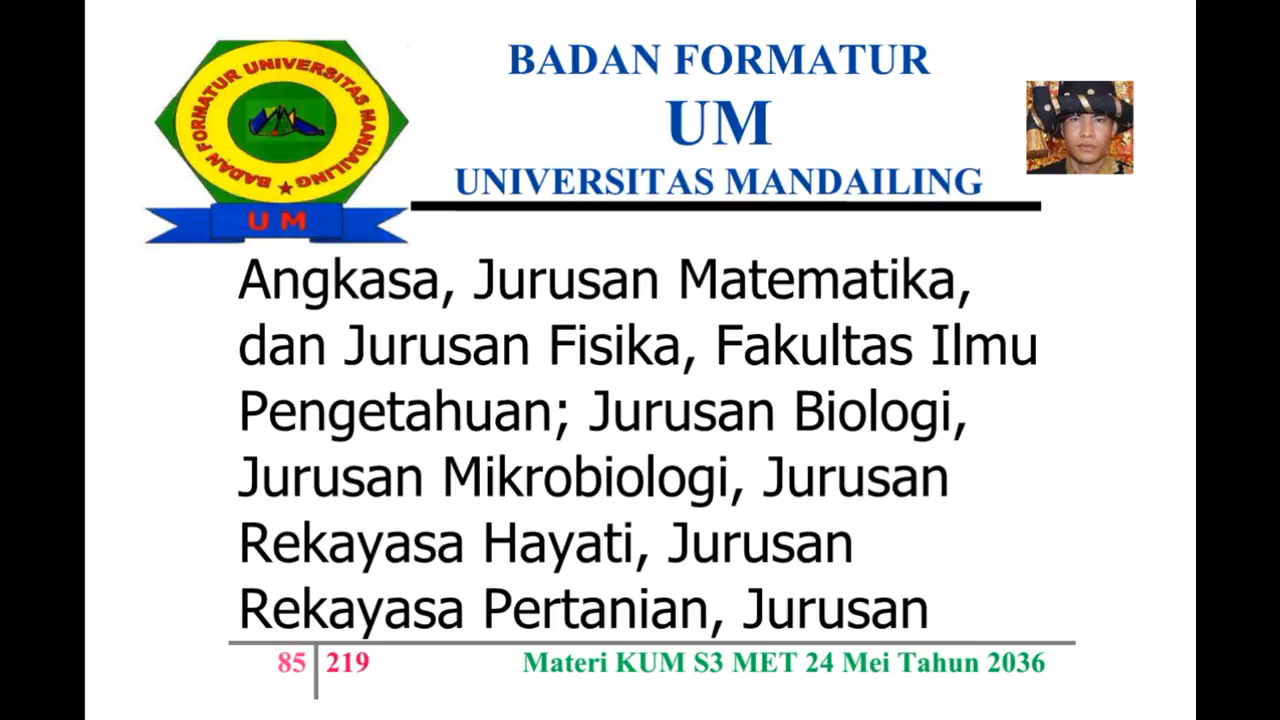 BADAN FORMATUR UNIVERSITAS MANDAILING
U M
BADAN FORMATUR
UM
UNIVERSITAS MANDAILING
Angkasa, Jurusan Matematika,
dan Jurusan Fisika, Fakultas Ilmu
Pengetahuan; Jurusan Biologi,
Jurusan Mikrobiologi, Jurusan
Rekayasa Hayati, Jurusan
Rekayasa Pertanian, Jurusan
85 219 Materi KUM S3 MET 24 Mei Tahun 2036